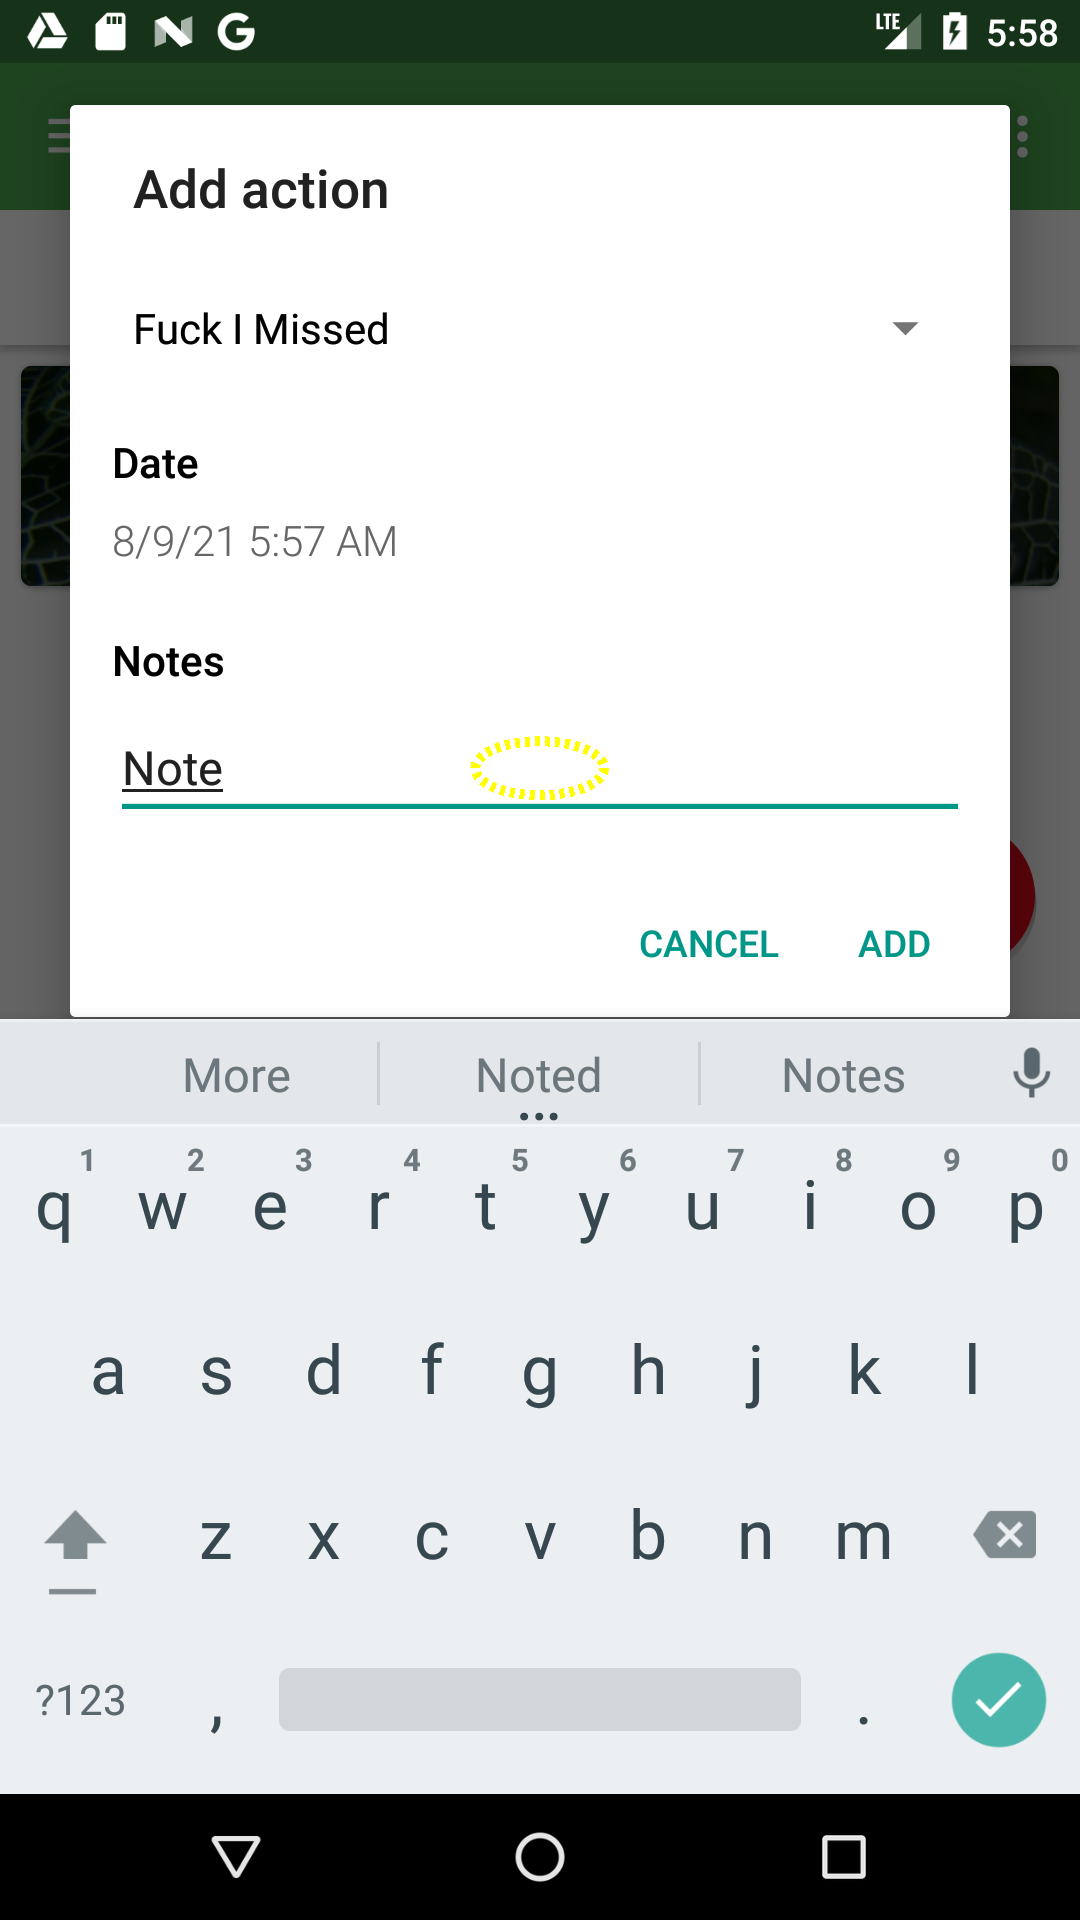 LTE 5:58
Add action
Fuck I Missed
Date
8/9/21 5:57 AM
Notes
Note
CANCEL ADD
More Noted Notes
1 2 3 4 5 6 7 8 9 0
q w e r t y u i o p
a s d f g h j k l
z x c v b n m
?123 , .